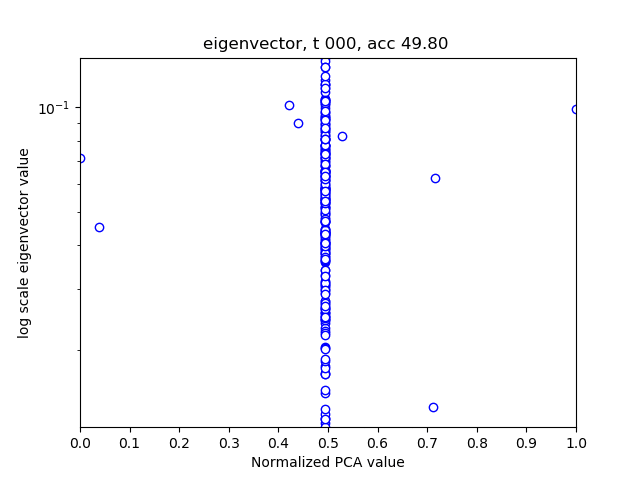 eigenvector, t 000, acc 49.80
10⁻¹
log scale eigenvector value
0.0 0.1 0.2 0.3 0.4 0.5 0.6 0.7 0.8 0.9 1.0
Normalized PCA value